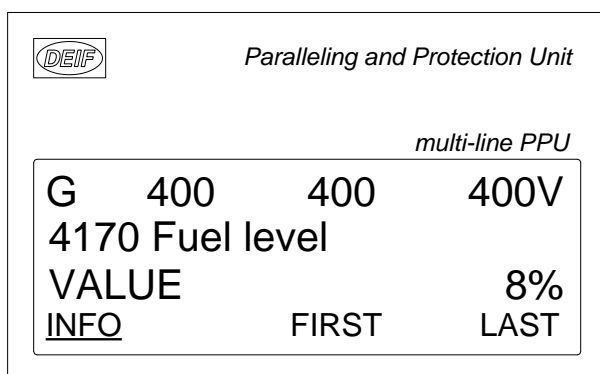 DEIF Paralleling and Protection Unit
multi-line PPU
G 400 400 400V
4170 Fuel level
VALUE 8%
INFO FIRST LAST